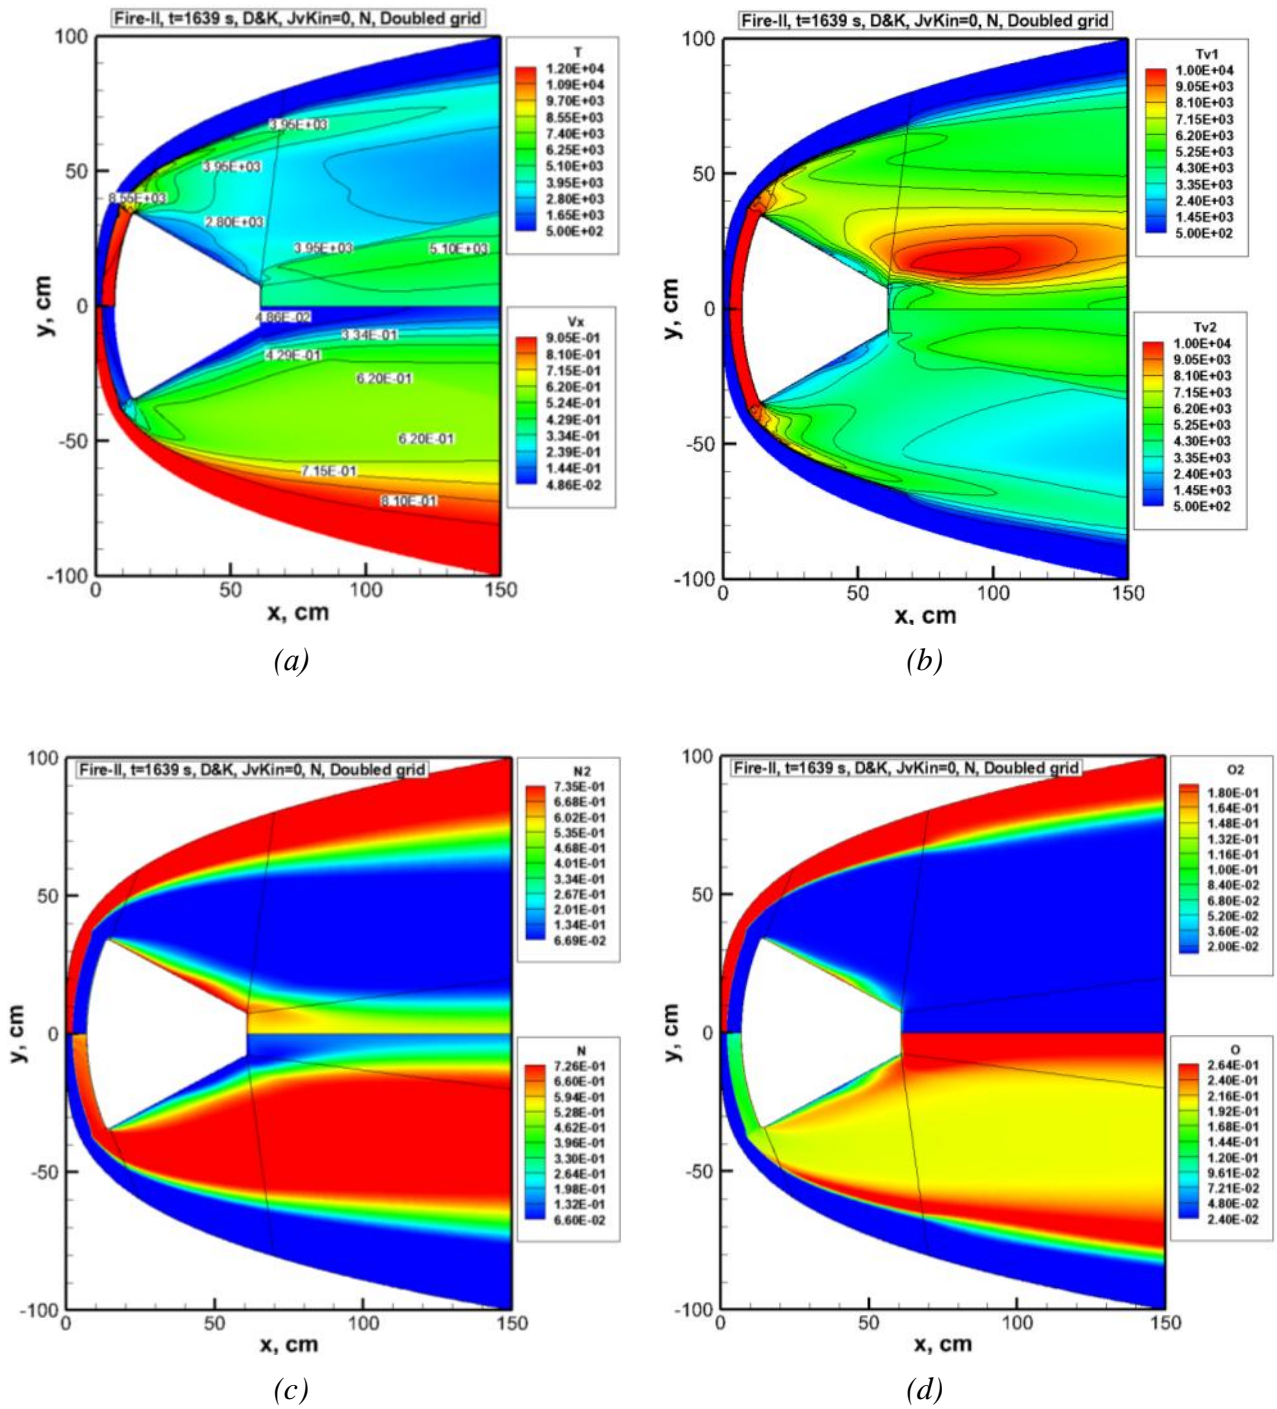 Fire-II, t=1639 s, D&K, JvKin=0, N, Doubled grid
T
1.20E+04
1.09E+04
9.70E+03
8.55E+03
7.40E+03
6.25E+03
5.10E+03
3.95E+03
2.80E+03
1.65E+03
5.00E+02
Vx
9.05E-01
8.10E-01
7.15E-01
6.20E-01
5.24E-01
4.29E-01
3.34E-01
2.39E-01
1.44E-01
4.86E-02
3.95E+03
3.95E+03
8.55E+03
2.80E+03
3.95E+03
5.10E+03
4.86E-02
3.34E-01
4.29E-01
6.20E-01
6.20E-01
7.15E-01
8.10E-01
100
50
0
-50
-100
y, cm
0
50
100
150
x, cm
(a)
Fire-II, t=1639 s, D&K, JvKin=0, N, Doubled grid
Tv1
1.00E+04
9.05E+03
8.10E+03
7.15E+03
6.20E+03
5.25E+03
4.30E+03
3.35E+03
2.40E+03
1.45E+03
5.00E+02
Tv2
1.00E+04
9.05E+03
8.10E+03
7.15E+03
6.20E+03
5.25E+03
4.30E+03
3.35E+03
2.40E+03
1.45E+03
5.00E+02
100
50
0
-50
-100
y, cm
0
50
100
150
x, cm
(b)
Fire-II, t=1639 s, D&K, JvKin=0, N, Doubled grid
N2
7.35E-01
6.68E-01
6.02E-01
5.35E-01
4.68E-01
4.01E-01
3.34E-01
2.67E-01
2.01E-01
1.34E-01
6.69E-02
N
7.26E-01
6.60E-01
5.94E-01
5.28E-01
4.62E-01
3.96E-01
3.30E-01
2.64E-01
1.98E-01
1.32E-01
6.60E-02
100
50
0
-50
-100
y, cm
0
50
100
150
x, cm
(c)
Fire-II, t=1639 s, D&K, JvKin=0, N, Doubled grid
O2
1.80E-01
1.64E-01
1.48E-01
1.32E-01
1.16E-01
1.00E-01
8.40E-02
6.80E-02
5.20E-02
3.60E-02
2.00E-02
O
2.64E-01
2.40E-01
2.16E-01
1.92E-01
1.68E-01
1.44E-01
1.20E-01
9.61E-02
7.21E-02
4.80E-02
2.40E-02
100
50
0
-50
-100
y, cm
0
50
100
150
x, cm
(d)